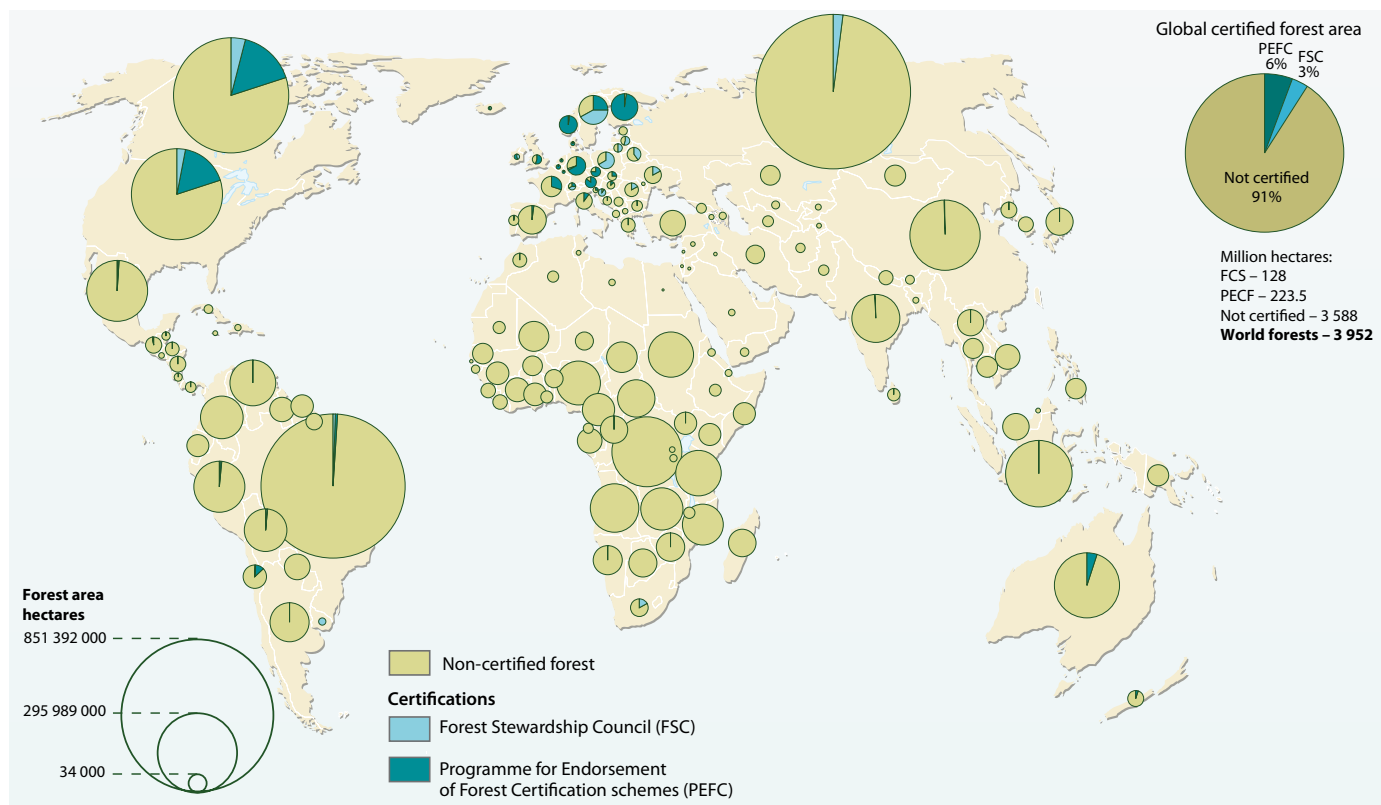 Global certified forest area
PEFC
6%
FSC
3%
Not certified
91%
Million hectares:
FCS – 128
PECF – 223.5
Not certified – 3 588
World forests – 3 952
Forest area
hectares
851 392 000
295 989 000
34 000
Non-certified forest
Certifications
Forest Stewardship Council (FSC)
Programme for Endorsement
of Forest Certification schemes (PEFC)